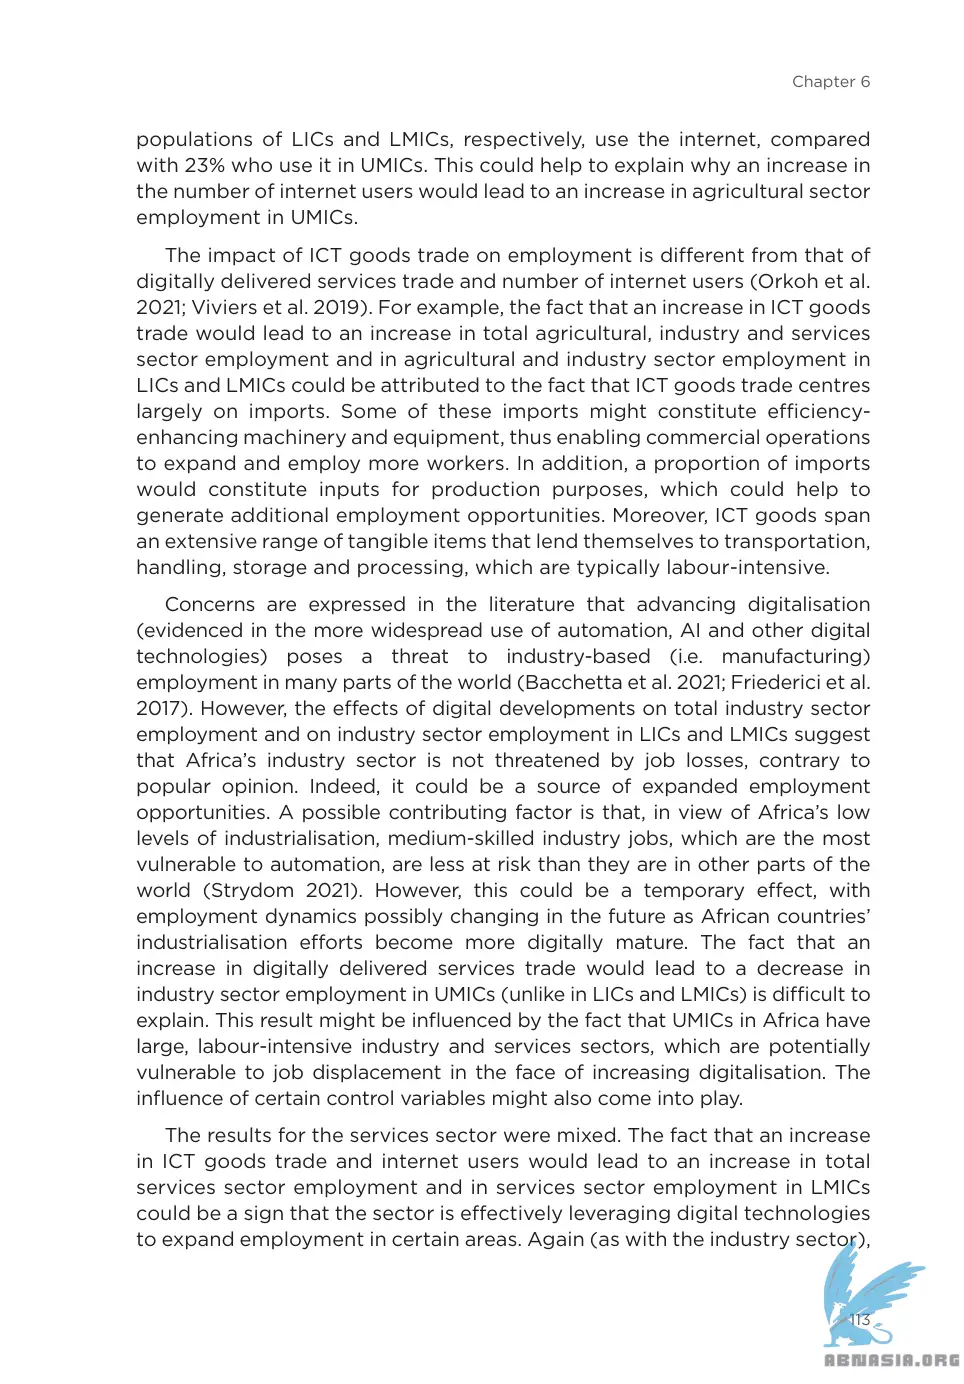 Chapter 6
populations of LICs and LMICs, respectively, use the internet, compared
with 23% who use it in UMICs. This could help to explain why an increase in
the number of internet users would lead to an increase in agricultural sector
employment in UMICs.
The impact of ICT goods trade on employment is different from that of
digitally delivered services trade and number of internet users (Orkoh et al.
2021; Viviers et al. 2019). For example, the fact that an increase in ICT goods
trade would lead to an increase in total agricultural, industry and services
sector employment and in agricultural and industry sector employment in
LICs and LMICs could be attributed to the fact that ICT goods trade centres
largely on imports. Some of these imports might constitute efficiency-
enhancing machinery and equipment, thus enabling commercial operations
to expand and employ more workers. In addition, a proportion of imports
would constitute inputs for production purposes, which could help to
generate additional employment opportunities. Moreover, ICT goods span
an extensive range of tangible items that lend themselves to transportation,
handling, storage and processing, which are typically labour-intensive.
Concerns are expressed in the literature that advancing digitalisation
(evidenced in the more widespread use of automation, AI and other digital
technologies) poses a threat to industry-based (i.e. manufacturing)
employment in many parts of the world (Bacchetta et al. 2021; Friederici et al.
2017). However, the effects of digital developments on total industry sector
employment and on industry sector employment in LICs and LMICs suggest
that Africa's industry sector is not threatened by job losses, contrary to
popular opinion. Indeed, it could be a source of expanded employment
opportunities. A possible contributing factor is that, in view of Africa's low
levels of industrialisation, medium-skilled industry jobs, which are the most
vulnerable to automation, are less at risk than they are in other parts of the
world (Strydom 2021). However, this could be a temporary effect, with
employment dynamics possibly changing in the future as African countries'
industrialisation efforts become more digitally mature. The fact that an
increase in digitally delivered services trade would lead to a decrease in
industry sector employment in UMICs (unlike in LICs and LMICs) is difficult to
explain. This result might be influenced by the fact that UMICs in Africa have
large, labour-intensive industry and services sectors, which are potentially
vulnerable to job displacement in the face of increasing digitalisation. The
influence of certain control variables might also come into play.
The results for the services sector were mixed. The fact that an increase
in ICT goods trade and internet users would lead to an increase in total
services sector employment and in services sector employment in LMICs
could be a sign that the sector is effectively leveraging digital technologies
to expand employment in certain areas. Again (as with the industry sector),
113
ABNASIA.ORG